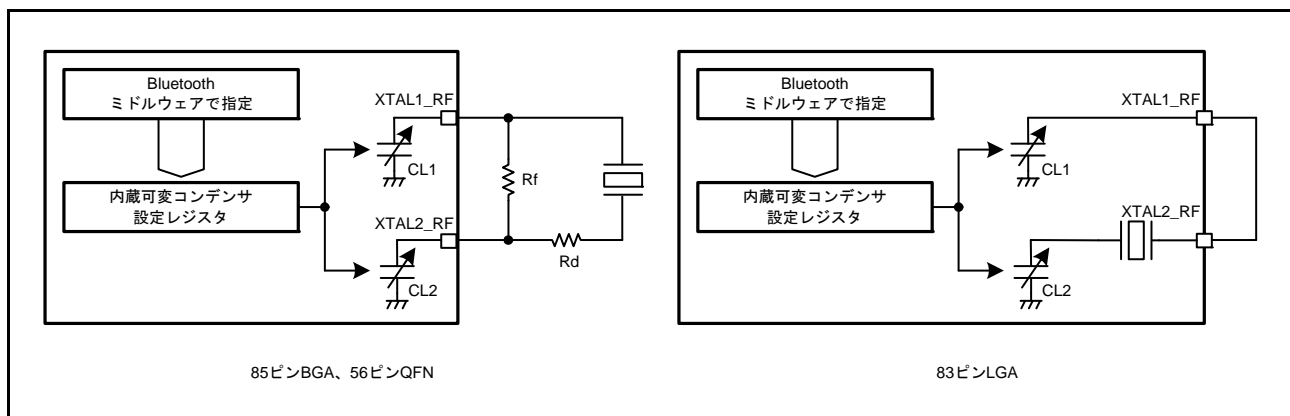 Bluetooth
ミドルウェアで指定
XTAL1_RF
CL1
内蔵可変コンデンサ
設定レジスタ
Rf
XTAL2_RF
Rd
CL2
85ピンBGA、56ピンQFN
Bluetooth
ミドルウェアで指定
XTAL1_RF
CL1
内蔵可変コンデンサ
設定レジスタ
XTAL2_RF
CL2
83ピンLGA